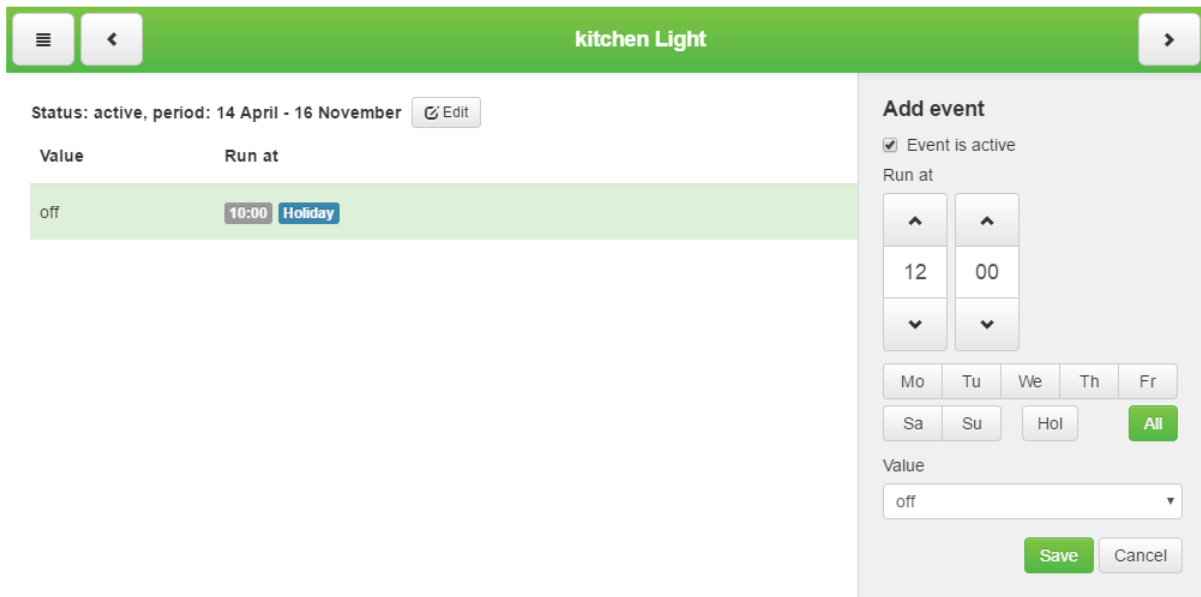 kitchen Light
Status: active, period: 14 April - 16 November Edit
Value Run at
off 10:00 Holiday
Add event
Event is active
Run at
12 00
Mo Tu We Th Fr
Sa Su Hol All
Value
off
Save Cancel